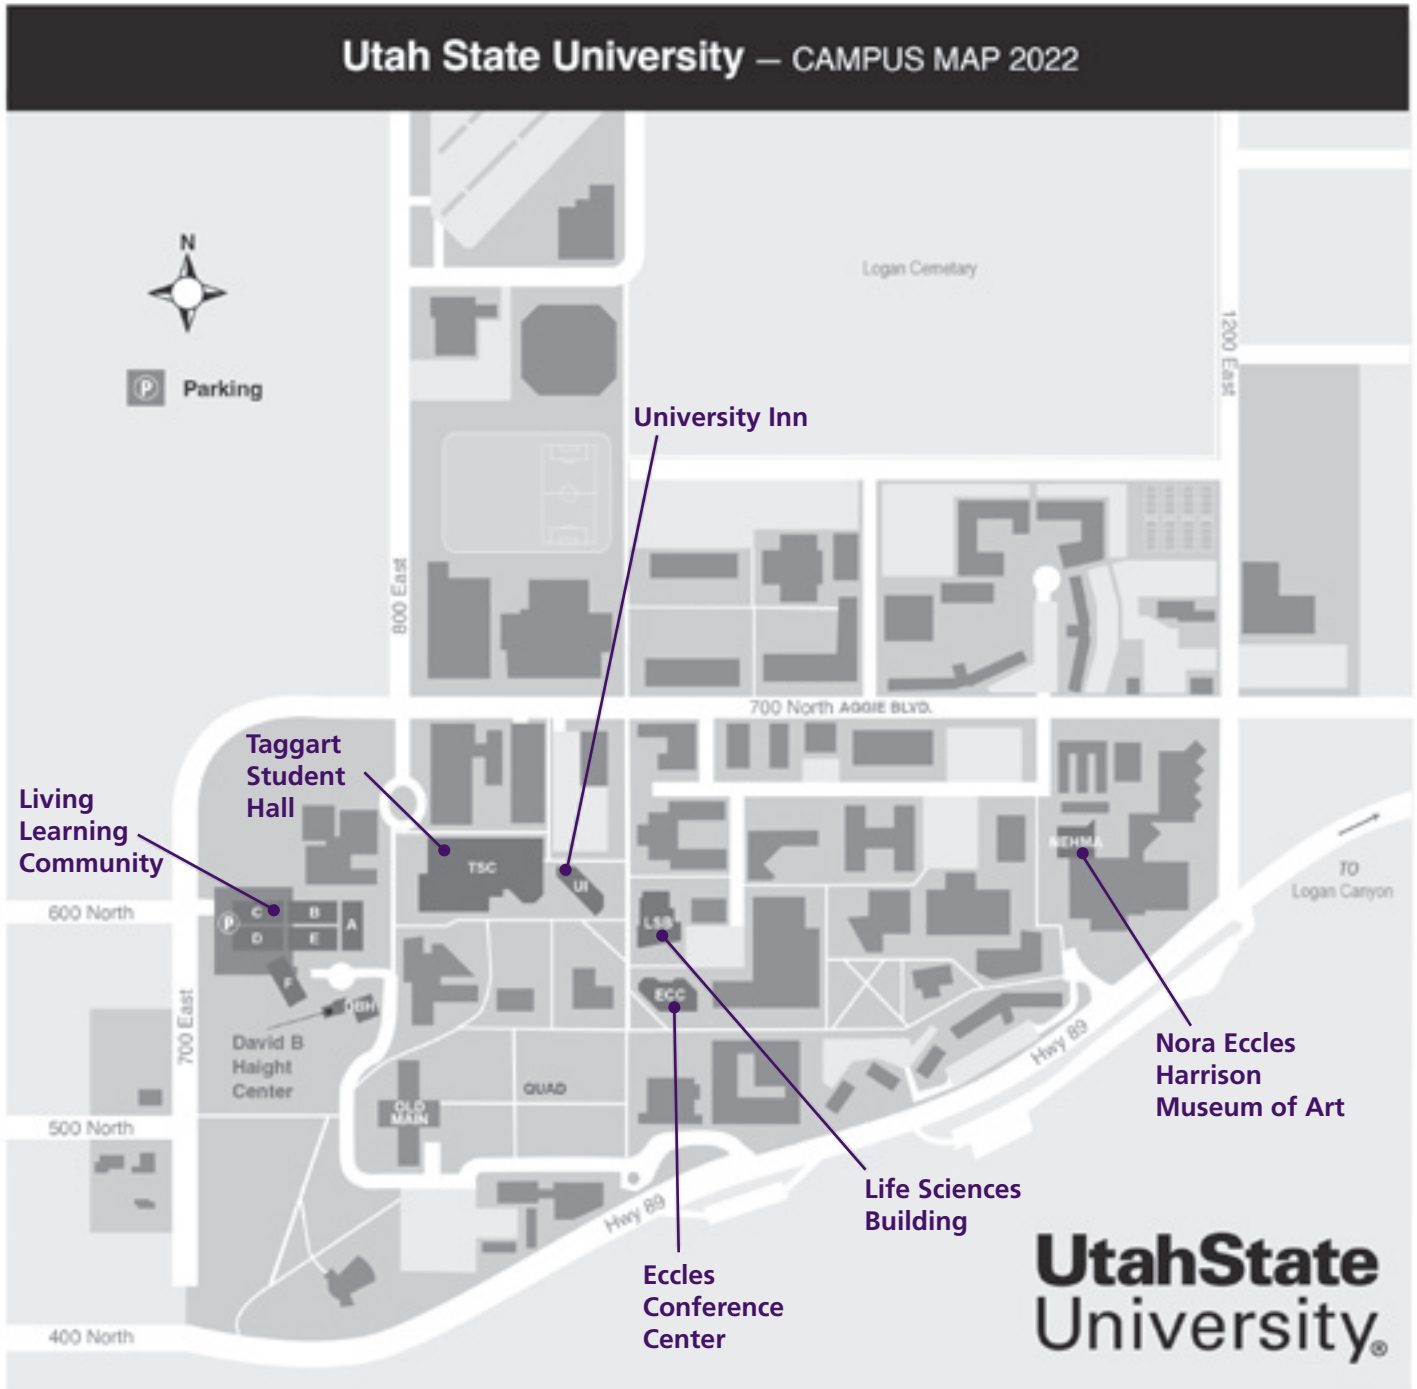 Utah State University — CAMPUS MAP 2022
N
P Parking
Logan Cemetary
1200 East
University Inn
800 East
700 North AGGIE BLVD.
Taggart
Student
Hall
Living
Learning
Community
TSC
UI
NEHMA
TO
Logan Canyon
600 North
P
C
B
A
D
E
F
LSB
ECC
DBH
David B
Haight
Center
700 East
Hwy 89
Nora Eccles
Harrison
Museum of Art
QUAD
OLD
MAIN
500 North
Life Sciences
Building
Hwy 89
Eccles
Conference
Center
400 North
UtahState
University®